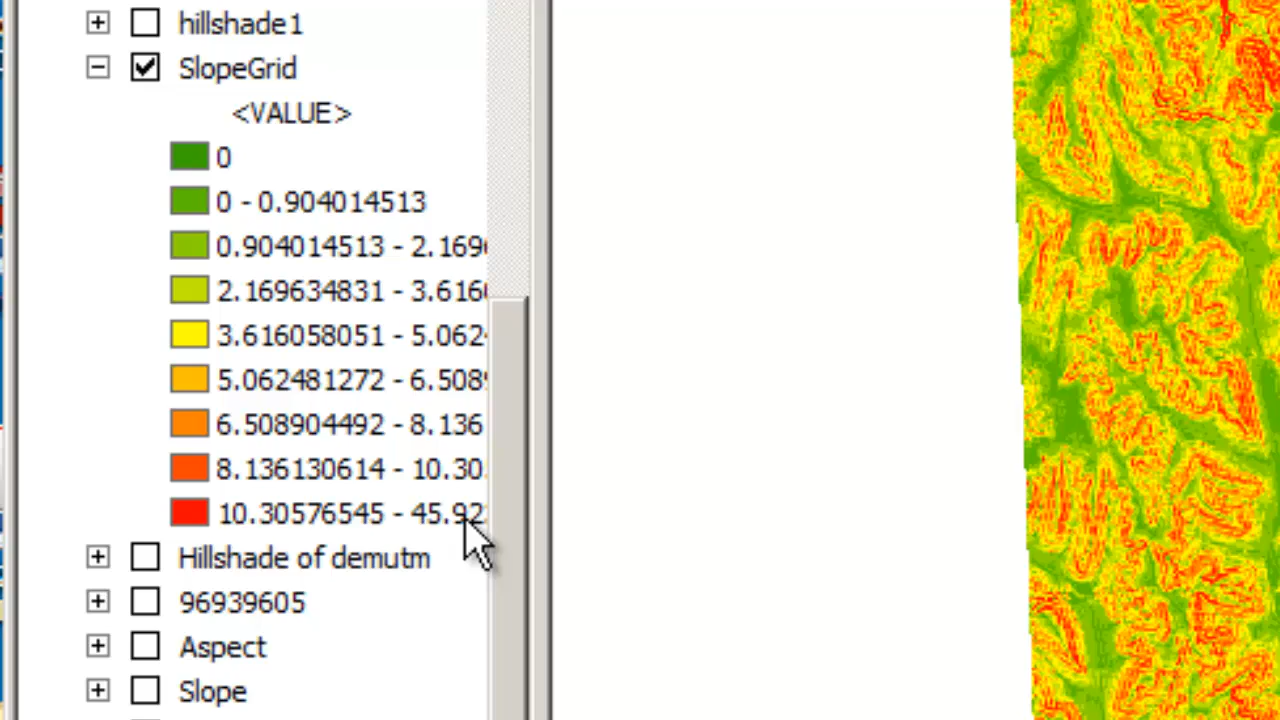 hillshade1
SlopeGrid
<VALUE>
0
0 - 0.904014513
0.904014513 - 2.169
2.169634831 - 3.616
3.616058051 - 5.062
5.062481272 - 6.508
6.508904492 - 8.136
8.136130614 - 10.30
10.30576545 - 45.92
Hillshade of demutm
96939605
Aspect
Slope